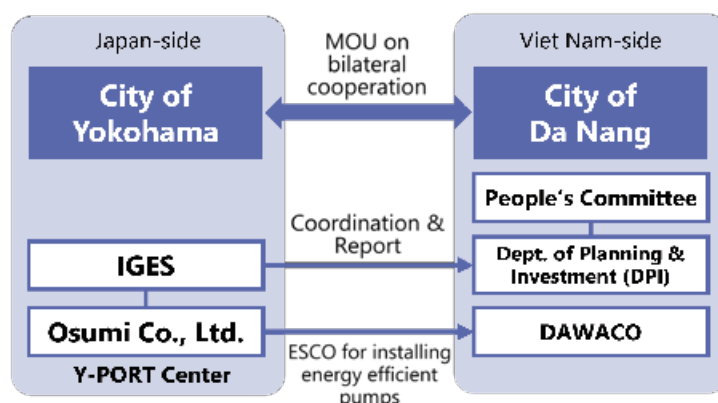 Japan-side
City of
Yokohama
IGES
Osumi Co., Ltd.
Y-PORT Center
MOU on
bilateral
cooperation
Coordination &
Report
ESCO for installing
energy efficient
pumps
Viet Nam-side
City of
Da Nang
People's Committee
Dept. of Planning &
Investment (DPI)
DAWACO